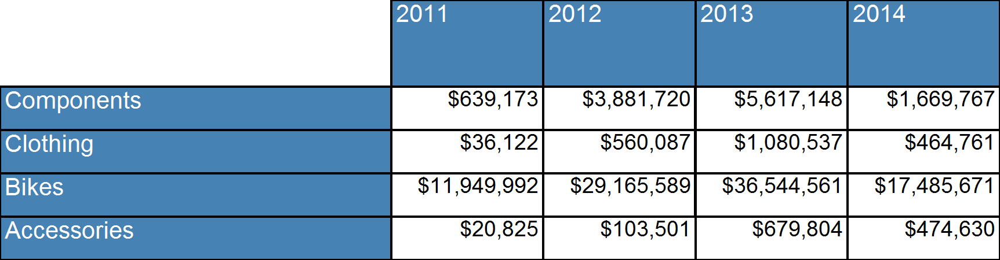 2011 2012 2013 2014
Components $639,173 $3,881,720 $5,617,148 $1,669,767
Clothing $36,122 $560,087 $1,080,537 $464,761
Bikes $11,949,992 $29,165,589 $36,544,561 $17,485,671
Accessories $20,825 $103,501 $679,804 $474,630